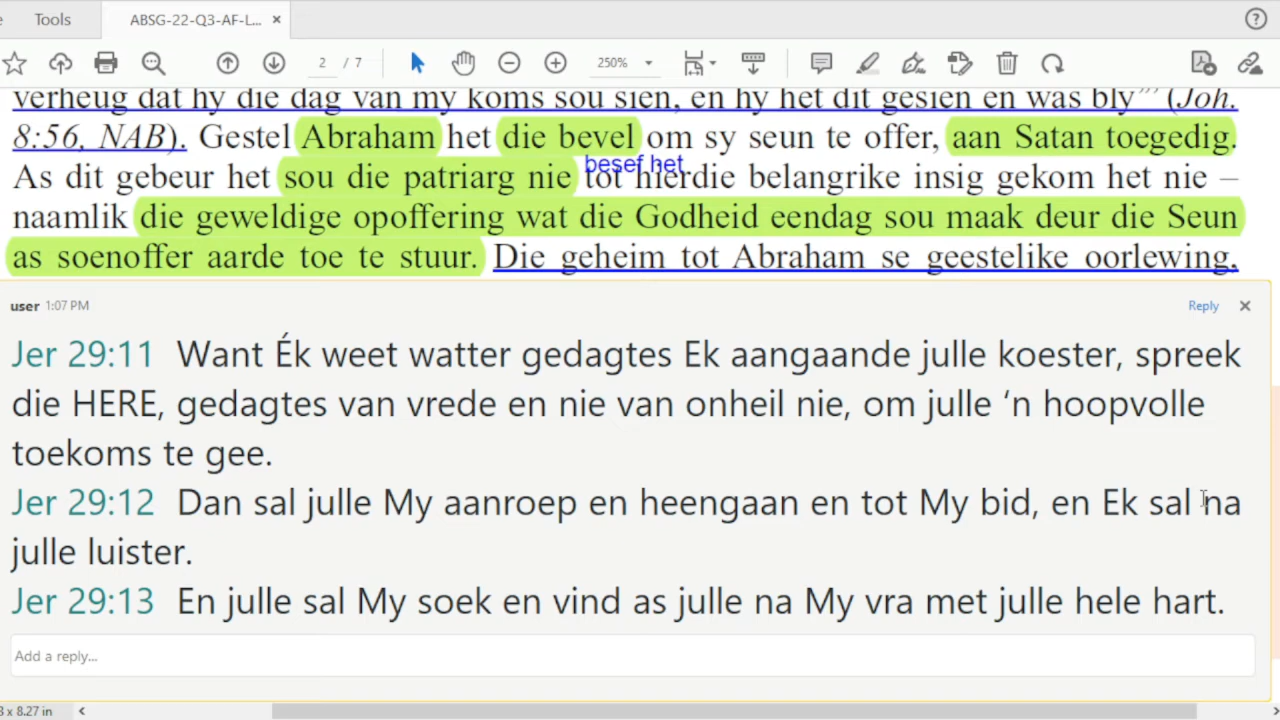 Tools
ABSG-22-Q3-AF-L... ×
2 / 7
250%
verheug dat hy die dag van my koms sou sien, en hy het dit gesien en was bly’” (Joh.
8:56, NAB). Gestel Abraham het die bevel om sy seun te offer, aan Satan toegedig.
besef het
As dit gebeur het sou die patriarg nie tot hierdie belangrike insig gekom het nie –
naamlik die geweldige opoffering wat die Godheid eendag sou maak deur die Seun
as soenoffer aarde toe te stuur. Die geheim tot Abraham se geestelike oorlewing,
user 1:07 PM
Reply
Jer 29:11 Want Ék weet watter gedagtes Ek aangaande julle koester, spreek
die HERE, gedagtes van vrede en nie van onheil nie, om julle ‘n hoopvolle
toekoms te gee.
Jer 29:12 Dan sal julle My aanroep en heengaan en tot My bid, en Ek sal na
julle luister.
Jer 29:13 En julle sal My soek en vind as julle na My vra met julle hele hart.
Add a reply...
x 8.27 in